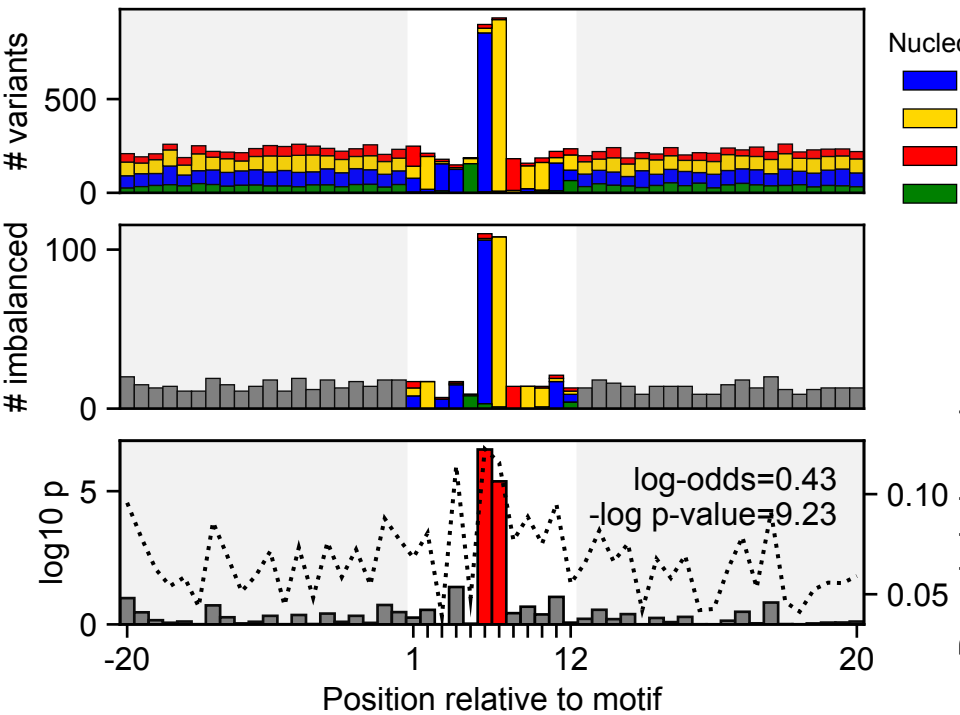 # variants
500
0
Nuclec
# imbalanced
100
0
log10 p
5
0
log-odds=0.43
-log p-value=9.23
0.10
0.05
-20
1
12
20
Position relative to motif